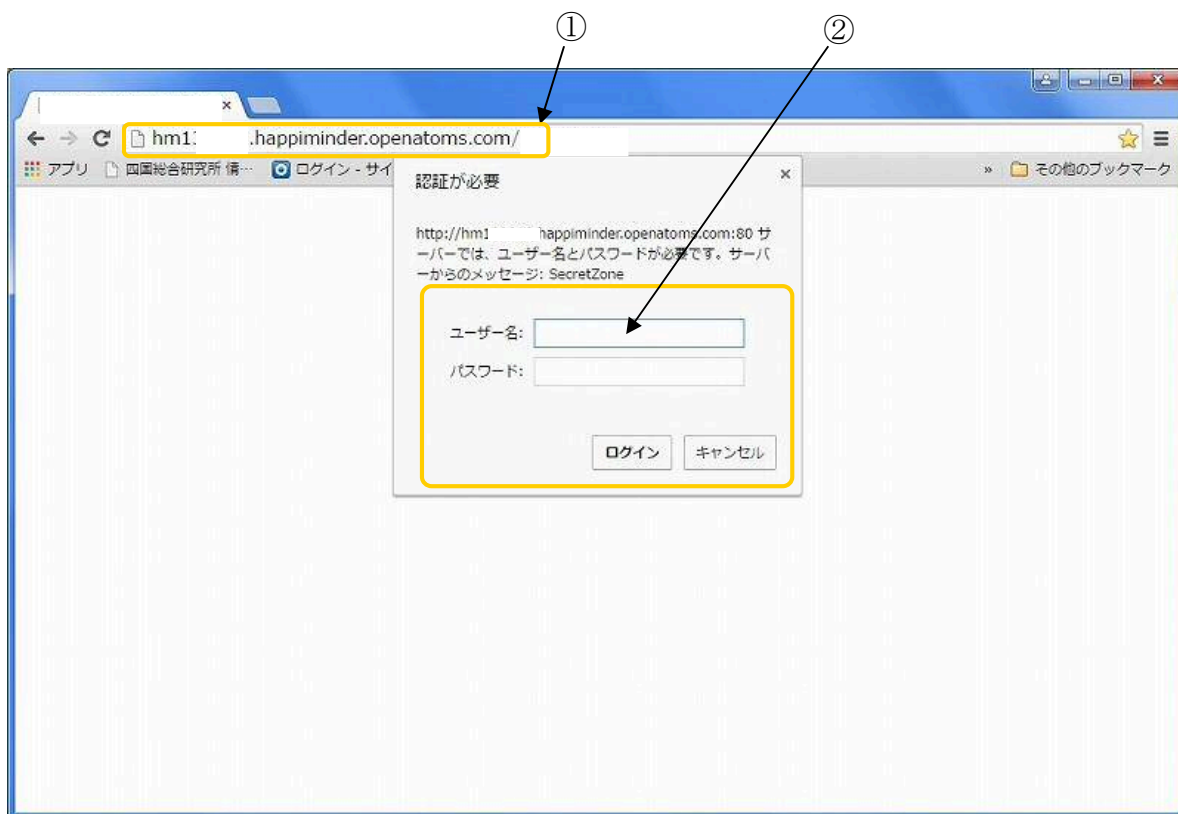 ① ②
hm1 .happiminder.openatoms.com/
アプリ 四国総合研究所 情… ログイン - サイ » その他のブックマーク
認証が必要
http://hm1 happiminder.openatoms.com:80 サ
ーバーでは、ユーザー名とパスワードが必要です。サーバ
ーからのメッセージ: SecretZone
ユーザー名:
パスワード:
ログイン キャンセル